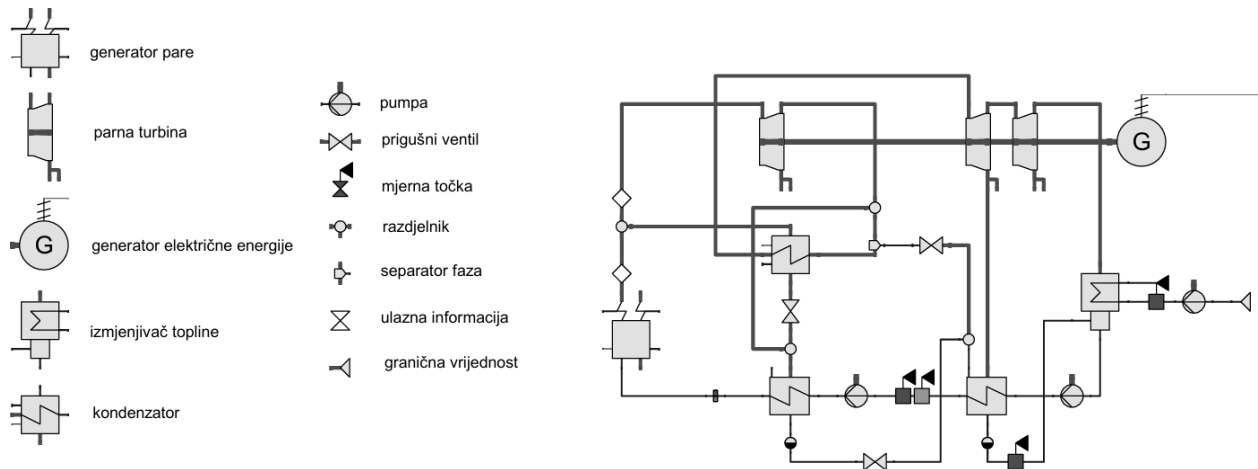 generator pare
parna turbina
generator električne energije
izmjenjivač topline
kondenzator
pumpa
prigušni ventil
mjerna točka
razdjelnik
separator faza
ulazna informacija
granična vrijednost
G
G